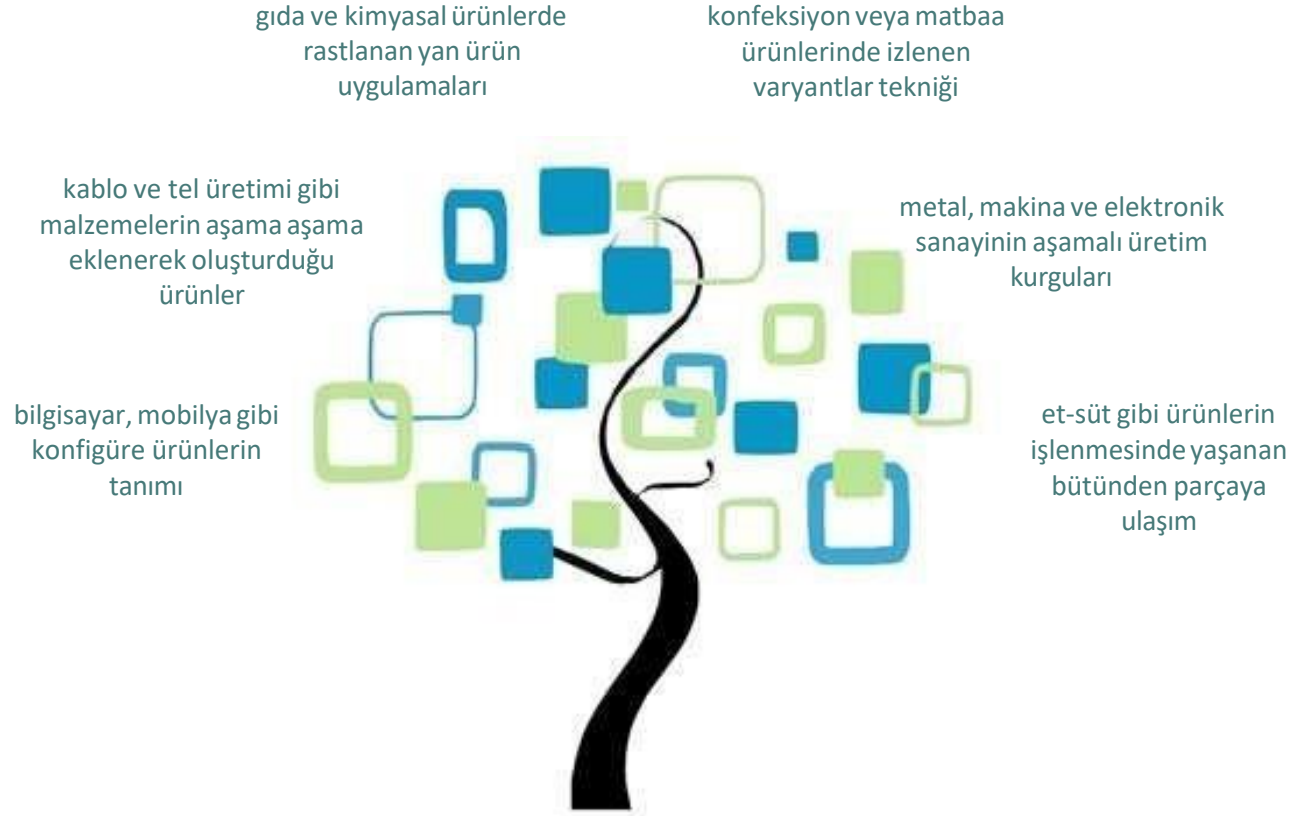 gıda ve kimyasal ürünlerde
rastlanan yan ürün
uygulamaları
konfeksiyon veya matbaa
ürünlerinde izlenen
varyantlar tekniği
kablo ve tel üretimi gibi
malzemelerin aşama aşama
eklenerek oluşturduğu
ürünler
metal, makina ve elektronik
sanayinin aşamalı üretim
kurguları
bilgisayar, mobilya gibi
konfigüre ürünlerin
tanımı
et-süt gibi ürünlerin
işlenmesinde yaşanan
bütünden parçaya
ulaşım